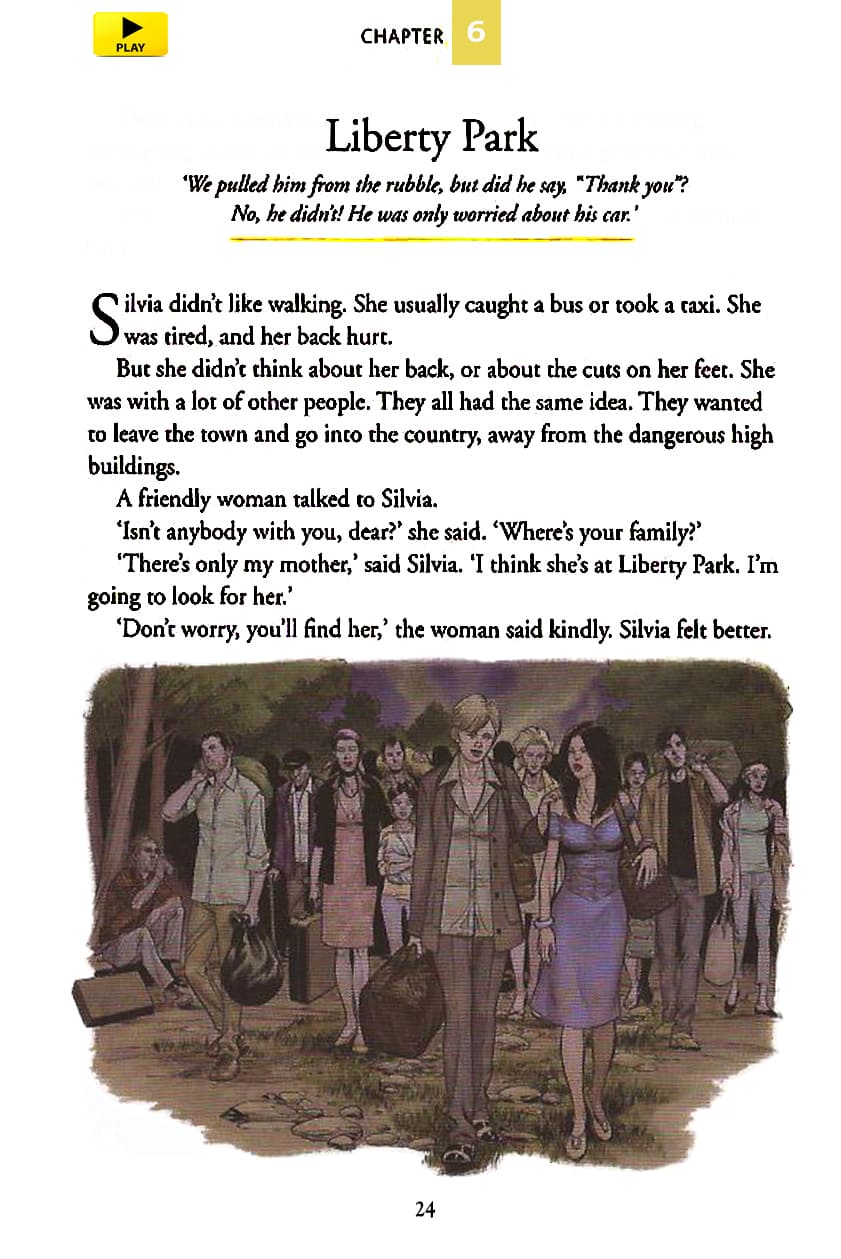 PLAY
CHAPTER 6
Liberty Park
‘We pulled him from the rubble, but did he say, "Thank you"?
No, he didn’t! He was only worried about his car.’
Silvia didn’t like walking. She usually caught a bus or took a taxi. She
was tired, and her back hurt.
But she didn’t think about her back, or about the cuts on her feet. She
was with a lot of other people. They all had the same idea. They wanted
to leave the town and go into the country, away from the dangerous high
buildings.
A friendly woman talked to Silvia.
‘Isn’t anybody with you, dear?’ she said. ‘Where’s your family?’
‘There’s only my mother,’ said Silvia. ‘I think she’s at Liberty Park. I’m
going to look for her.’
‘Don’t worry, you’ll find her,’ the woman said kindly. Silvia felt better.
24